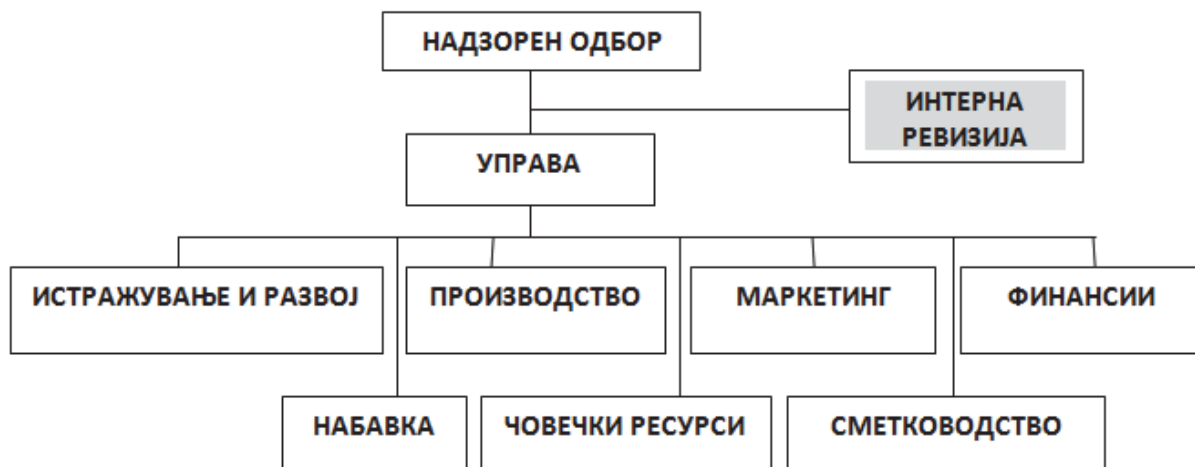 НАДЗОРЕН ОДБОР
ИНТЕРНА
РЕВИЗИЈА
УПРАВА
ИСТРАЖУВАЊЕ И РАЗВОЈ
ПРОИЗВОДСТВО
МАРКЕТИНГ
ФИНАНСИИ
НАБАВКА
ЧОВЕЧКИ РЕСУРСИ
СМЕТКОВОДСТВО